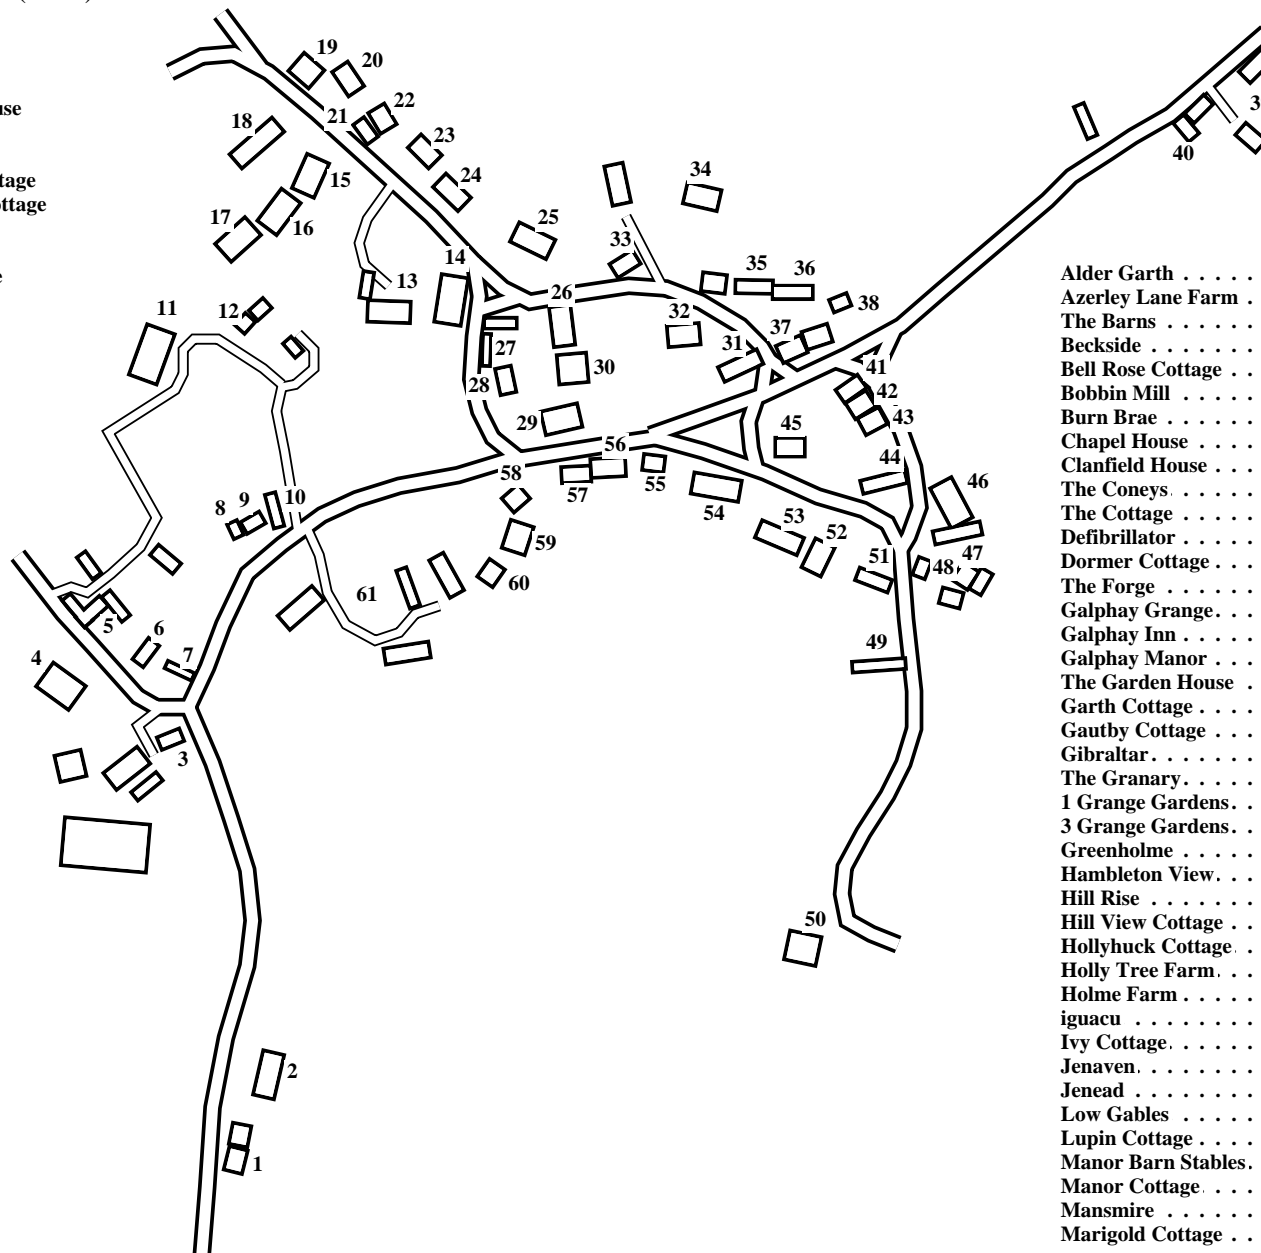 use
tage
ttage
e
19
20
22
21
18
23
15
24
34
17
16
25
33
14
13
35
36
26
38
11
12
32
37
27
31
30
41
28
42
29
43
45
56
58
44
46
55
57
54
10
9
8
53
52
59
51
47
48
60
61
6
5
7
4
49
3
50
2
1
3
40
Alder Garth . . . . .
Azerley Lane Farm .
The Barns . . . . . .
Beckside . . . . . . .
Bell Rose Cottage . .
Bobbin Mill . . . . .
Burn Brae . . . . . .
Chapel House . . . .
Clanfield House . . .
The Coneys . . . . . .
The Cottage . . . . .
Defibrillator . . . . .
Dormer Cottage . . .
The Forge . . . . . .
Galphay Grange . . .
Galphay Inn . . . . .
Galphay Manor . . .
The Garden House .
Garth Cottage . . . .
Gautby Cottage . . .
Gibraltar . . . . . . .
The Granary . . . . .
1 Grange Gardens . .
3 Grange Gardens . .
Greenholme . . . . .
Hambleton View . . .
Hill Rise . . . . . . .
Hill View Cottage . .
Hollyhuck Cottage . .
Holly Tree Farm . . .
Holme Farm . . . . .
iguacu . . . . . . . .
Ivy Cottage . . . . . .
Jenaven . . . . . . . .
Jenead . . . . . . . .
Low Gables . . . . .
Lupin Cottage . . . .
Manor Barn Stables .
Manor Cottage . . . .
Mansmire . . . . . .
Marigold Cottage . .